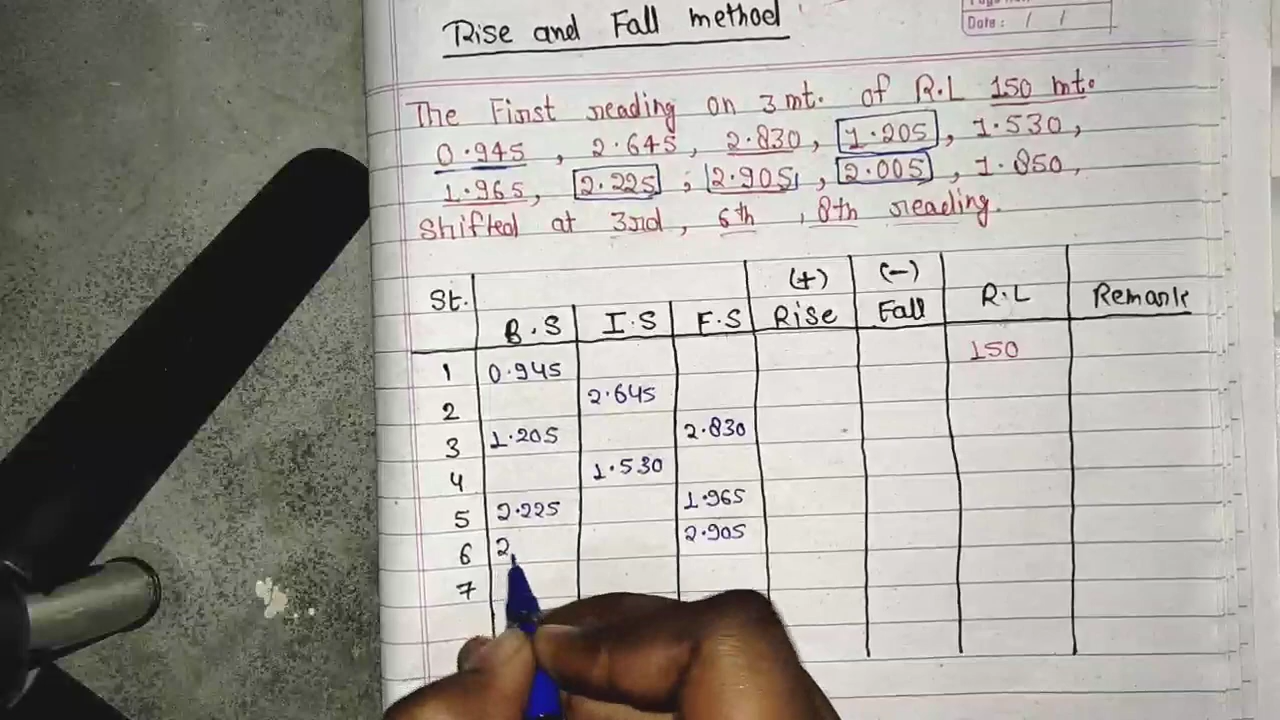 Rise and Fall method
Date: / /
The First reading on 3 mt. of R.L 150 mt.
0.945, 2.645, 2.830, 1.205, 1.530,
1.965, 2.225, 2.905, 2.005, 1.850,
Shifted at 3rd, 6th, 8th reading.
St. B.S I.S F.S (+) Rise (-) Fall R.L Remark
1 0.945 150
2 2.645
3 1.205 2.830
4 1.530
5 2.225 1.965
6 2. 2.905
7